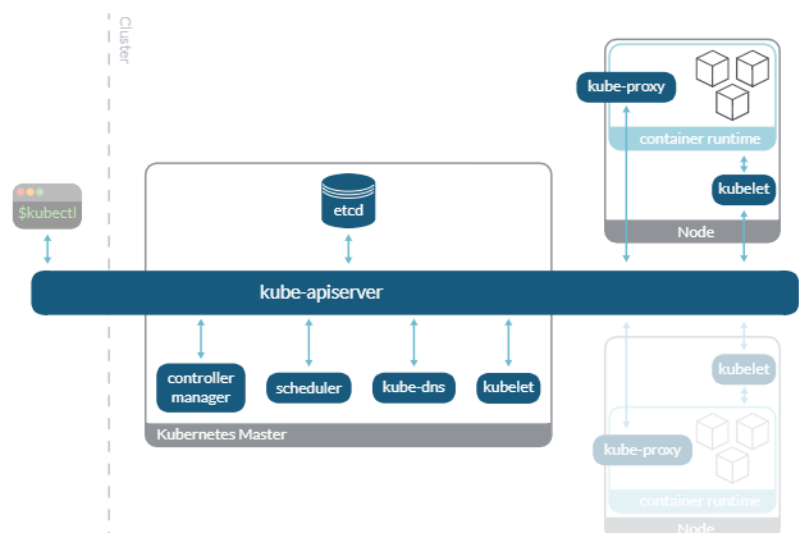 Cluster
kube-proxy
container runtime
kubelet
Node
$kubectl
etcd
kube-apiserver
controller
manager
scheduler
kube-dns
kubelet
Kubernetes Master
kubelet
kube-proxy
container runtime
Node